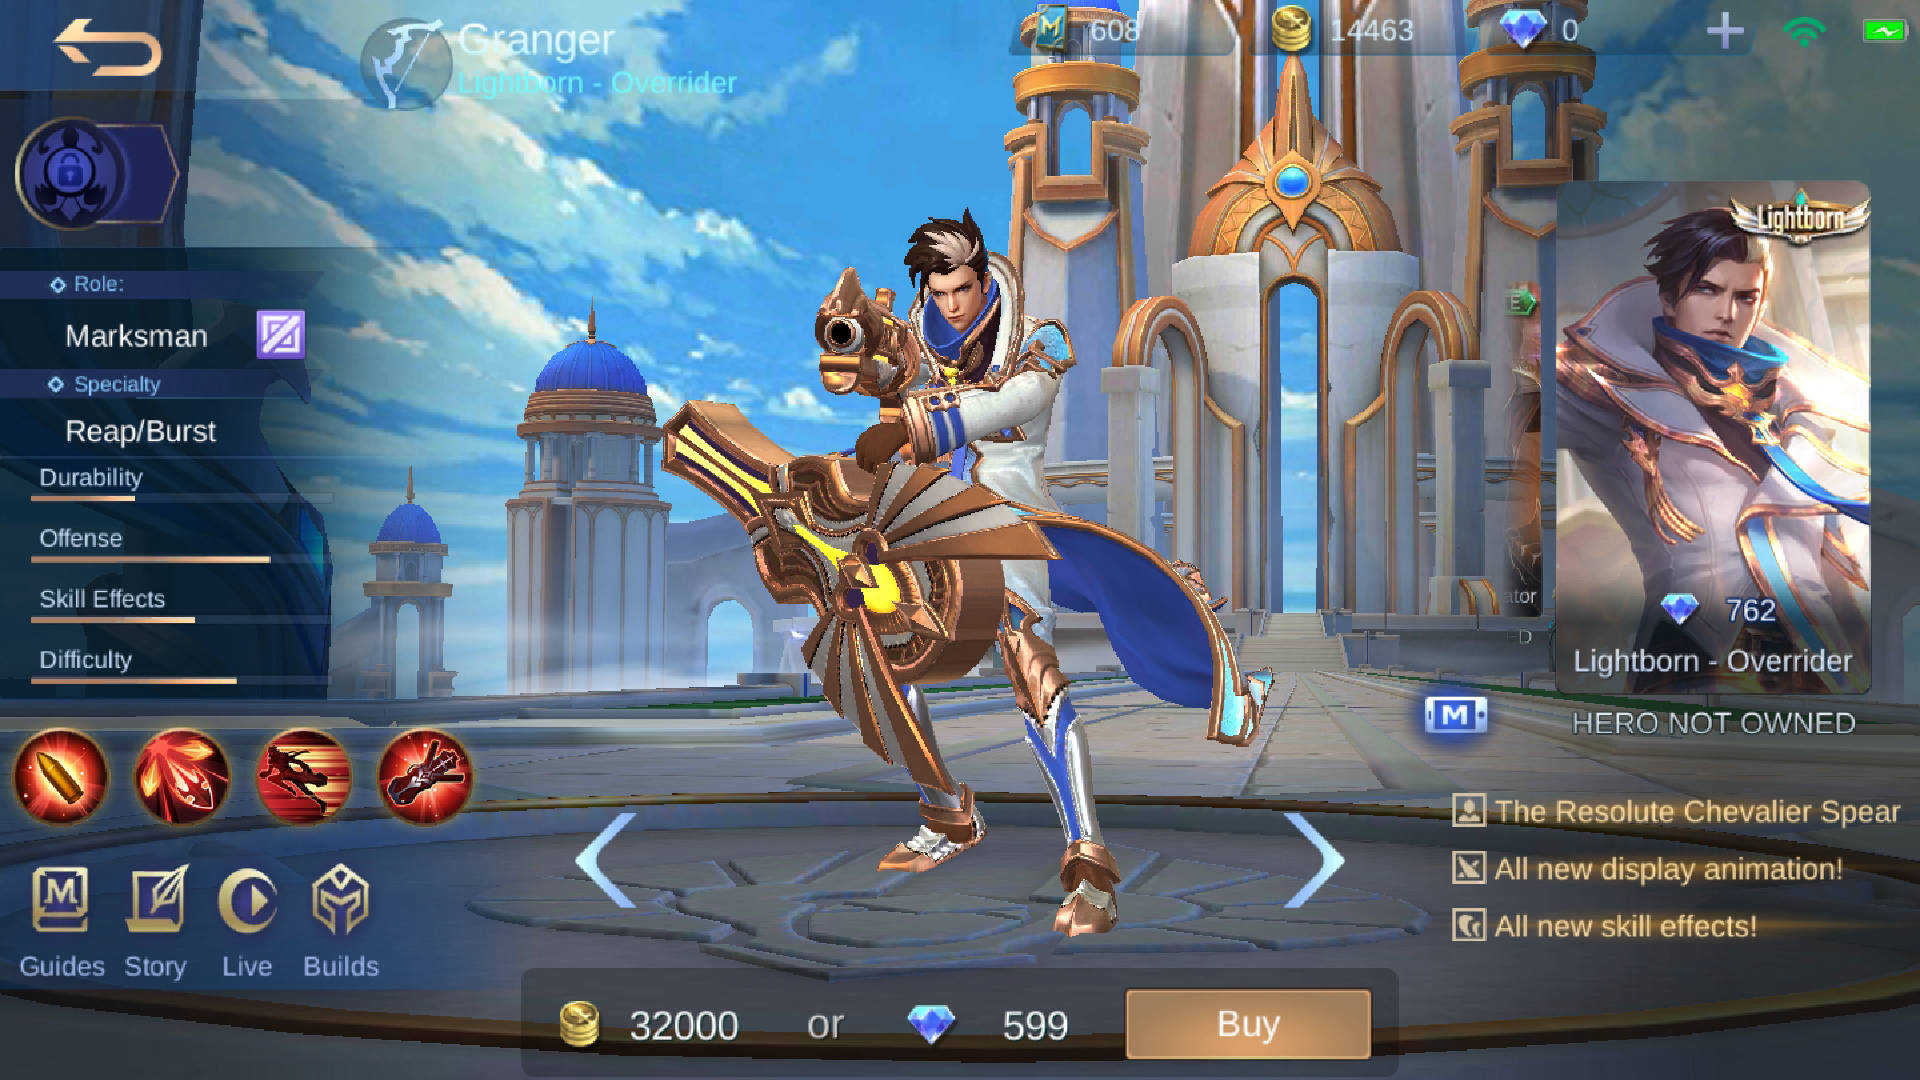 Granger
Lightborn - Overrider
608
14463
0
Role:
Marksman
Specialty
Reap/Burst
Durability
Offense
Skill Effects
Difficulty
Guides
Story
Live
Builds
E
ator
D
Lightborn
762
Lightborn - Overrider
M
HERO NOT OWNED
The Resolute Chevalier Spear
All new display animation!
All new skill effects!
32000
or
599
Buy